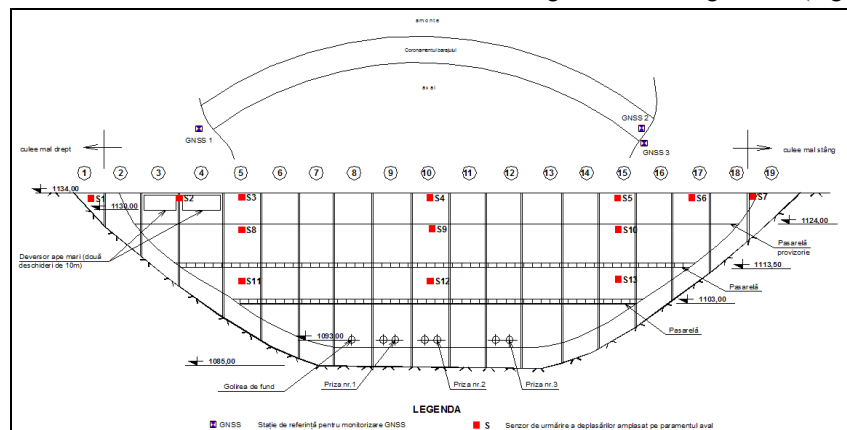 amonte
Coronamentul barajului
aval
GNSS 1
GNSS 2
GNSS 3
culee mal drept
culee mal stâng
1 2 3 4 5 6 7 8 9 10 11 12 13 14 15 16 17 18 19
1134,00
S1 S2 S3 S4 S5 S6 S7
1130,00
1124,00
S8 S9 S10
Deversor ape mari (două
deschideri de 10m)
Pasarelă
provizorie
1113,50
S11 S12 S13
Pasarelă
1103,00
Pasarelă
1093,00
1085,00
Golirea de fund
Priza nr.1
Priza nr.2
Priza nr.3
LEGENDA
GNSS Stație de referință pentru monitorizare GNSS
S Senzor de urmărire a deplasărilor amplasat pe paramentul aval